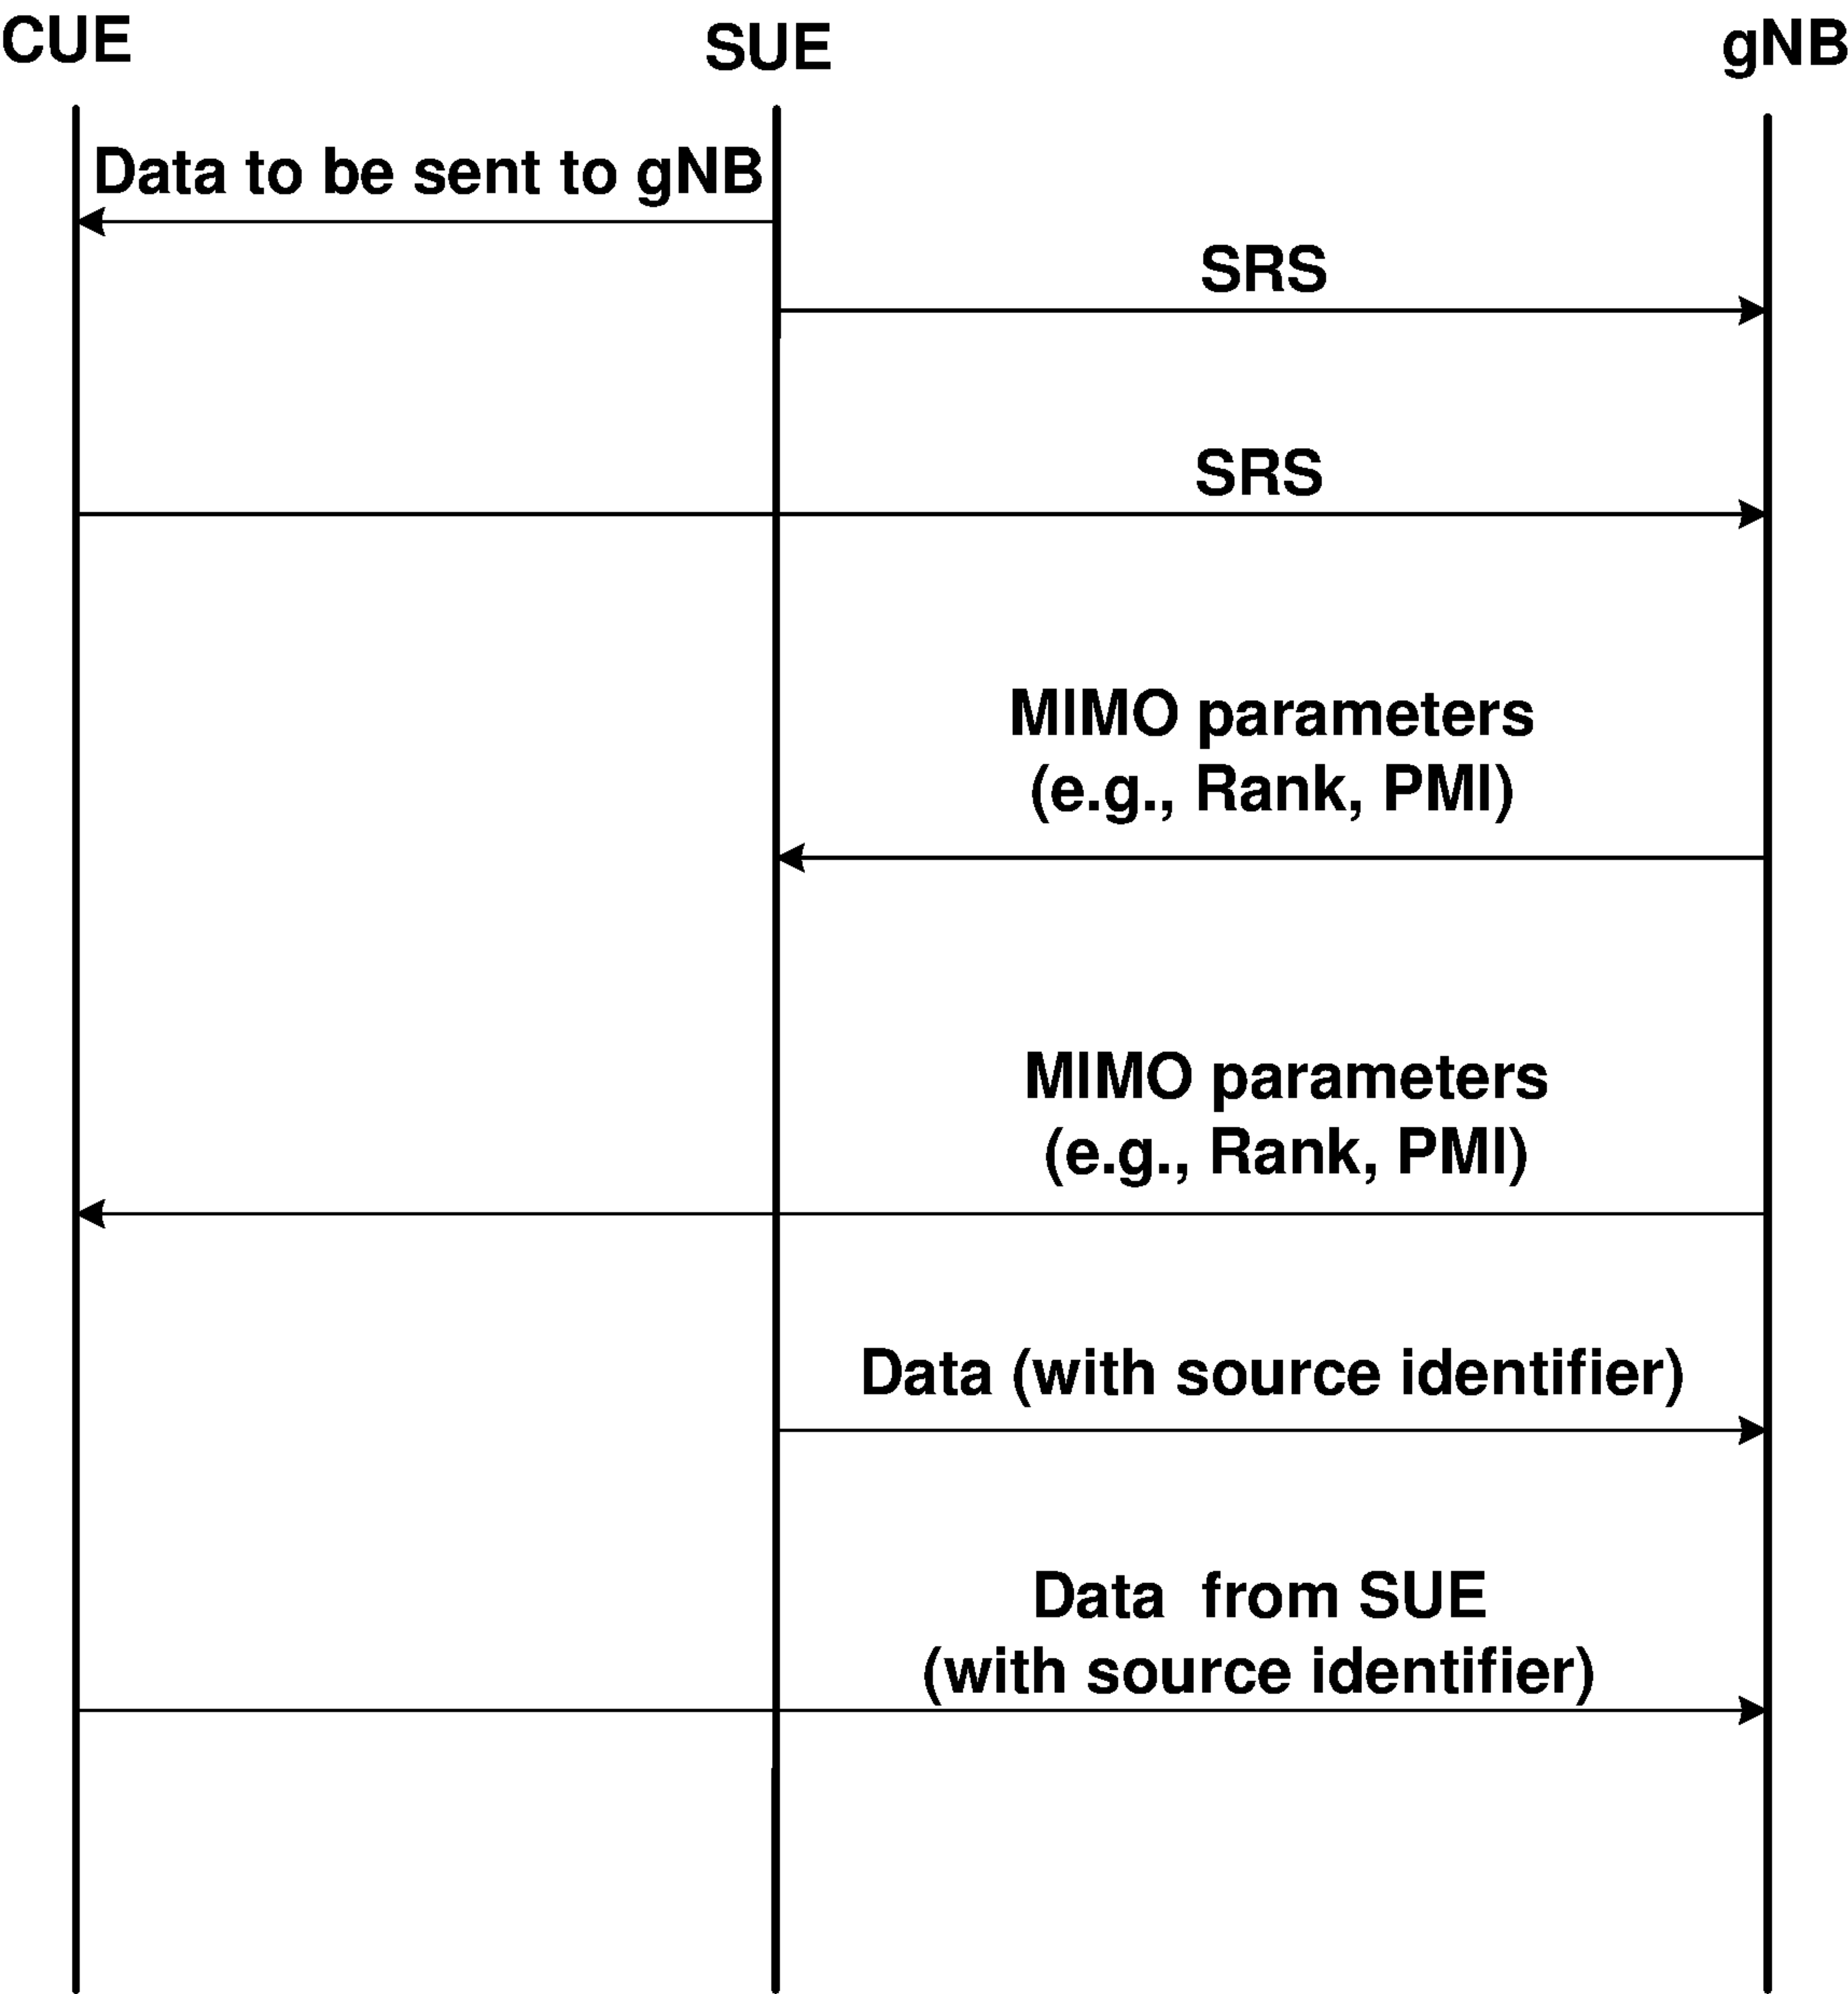 CUE
SUE
gNB
Data to be sent to gNB
SRS
SRS
MIMO parameters
(e.g., Rank, PMI)
MIMO parameters
(e.g., Rank, PMI)
Data (with source identifier)
Data from SUE
(with source identifier)